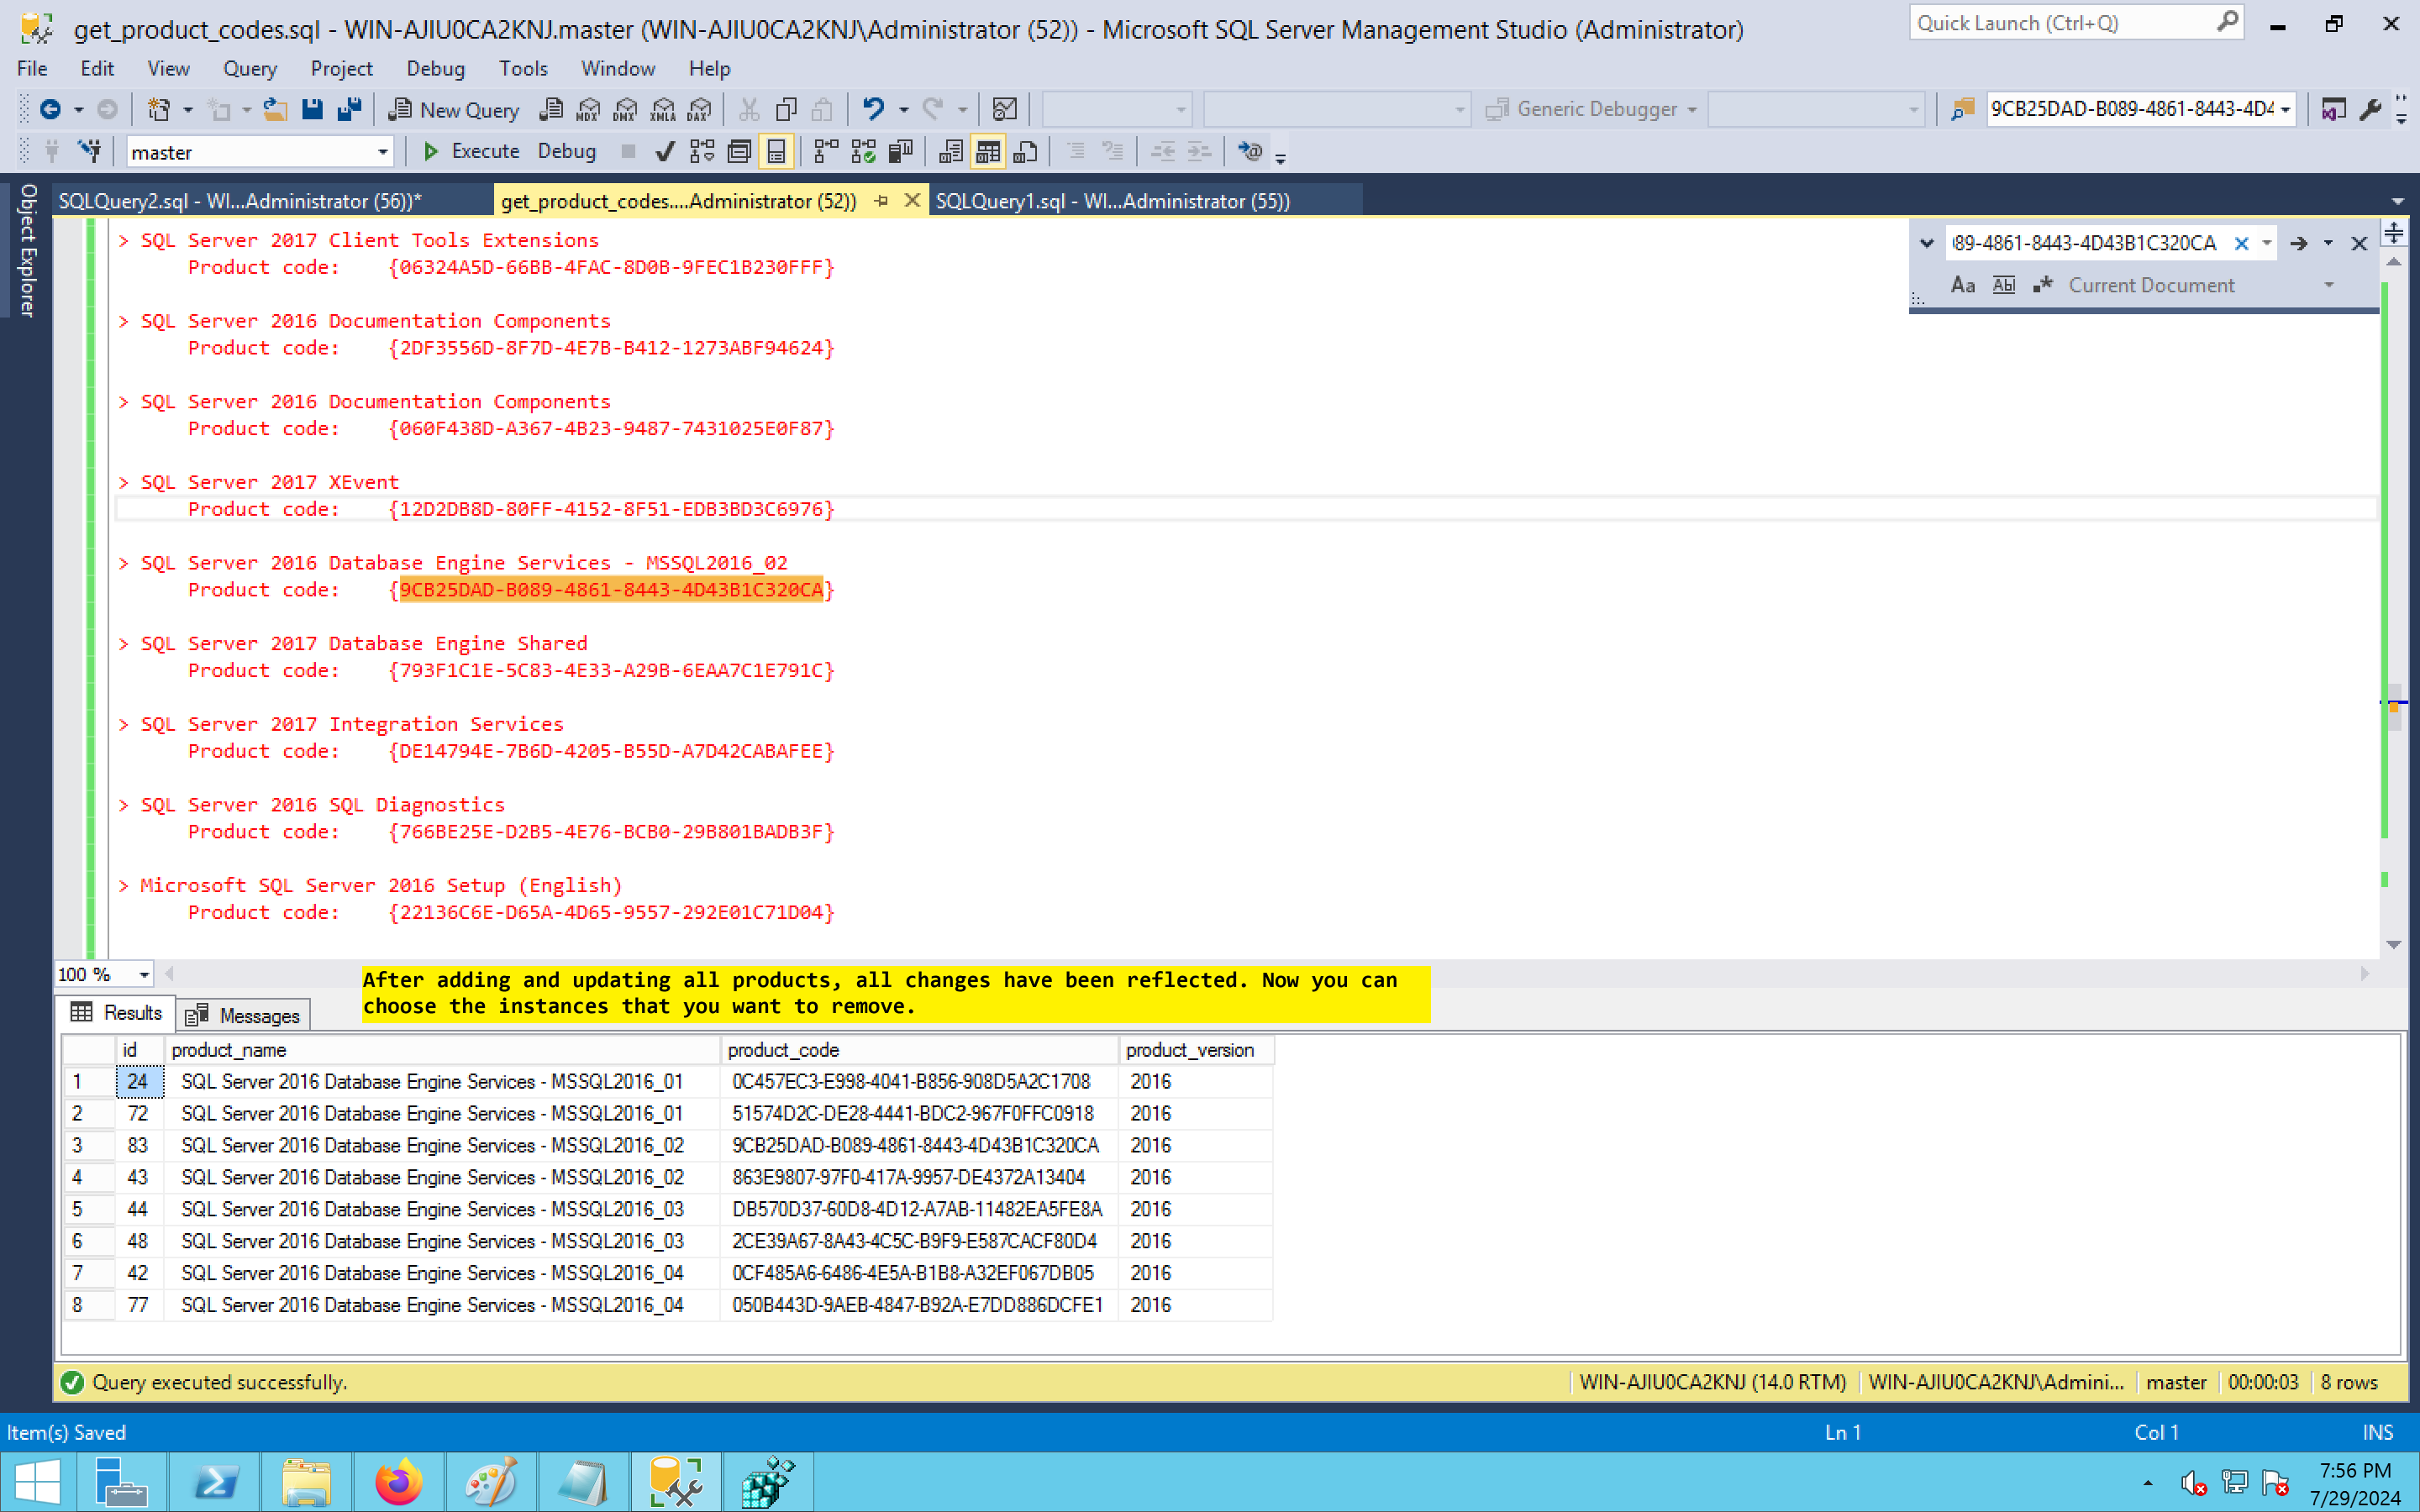 get_product_codes.sql - WIN-AJIU0CA2KNJ.master (WIN-AJIU0CA2KNJ\Administrator (52)) - Microsoft SQL Server Management Studio (Administrator)
Quick Launch (Ctrl+Q)
File Edit View Query Project Debug Tools Window Help
New Query MDX DMX XMLA DAX Generic Debugger 9CB25DAD-B089-4861-8443-4D4
master Execute Debug
Object Explorer
SQLQuery2.sql - WI...Administrator (56))* get_product_codes....Administrator (52)) SQLQuery1.sql - WI...Administrator (55))
89-4861-8443-4D43B1C320CA
Aa Abl Current Document
> SQL Server 2017 Client Tools Extensions
Product code: {06324A5D-66BB-4FAC-8D0B-9FEC1B230FFF}
> SQL Server 2016 Documentation Components
Product code: {2DF3556D-8F7D-4E7B-B412-1273ABF94624}
> SQL Server 2016 Documentation Components
Product code: {060F438D-A367-4B23-9487-7431025E0F87}
> SQL Server 2017 XEvent
Product code: {12D2DB8D-80FF-4152-8F51-EDB3BD3C6976}
> SQL Server 2016 Database Engine Services - MSSQL2016_02
Product code: {9CB25DAD-B089-4861-8443-4D43B1C320CA}
> SQL Server 2017 Database Engine Shared
Product code: {793F1C1E-5C83-4E33-A29B-6EAA7C1E791C}
> SQL Server 2017 Integration Services
Product code: {DE14794E-7B6D-4205-B55D-A7D42CABAFEE}
> SQL Server 2016 SQL Diagnostics
Product code: {766BE25E-D2B5-4E76-BCB0-29B801BADB3F}
> Microsoft SQL Server 2016 Setup (English)
Product code: {22136C6E-D65A-4D65-9557-292E01C71D04}
100 %
After adding and updating all products, all changes have been reflected. Now you can
choose the instances that you want to remove.
Results Messages
id product_name product_code product_version
1 24 SQL Server 2016 Database Engine Services - MSSQL2016_01 0C457EC3-E998-4041-B856-908D5A2C1708 2016
2 72 SQL Server 2016 Database Engine Services - MSSQL2016_01 51574D2C-DE28-4441-BDC2-967F0FFC0918 2016
3 83 SQL Server 2016 Database Engine Services - MSSQL2016_02 9CB25DAD-B089-4861-8443-4D43B1C320CA 2016
4 43 SQL Server 2016 Database Engine Services - MSSQL2016_02 863E9807-97F0-417A-9957-DE4372A13404 2016
5 44 SQL Server 2016 Database Engine Services - MSSQL2016_03 DB570D37-60D8-4D12-A7AB-11482EA5FE8A 2016
6 48 SQL Server 2016 Database Engine Services - MSSQL2016_03 2CE39A67-8A43-4C5C-B9F9-E587CACF80D4 2016
7 42 SQL Server 2016 Database Engine Services - MSSQL2016_04 0CF485A6-6486-4E5A-B1B8-A32EF067DB05 2016
8 77 SQL Server 2016 Database Engine Services - MSSQL2016_04 050B443D-9AEB-4847-B92A-E7DD886DCFE1 2016
Query executed successfully. WIN-AJIU0CA2KNJ (14.0 RTM) WIN-AJIU0CA2KNJ\Admini... master 00:00:03 8 rows
Item(s) Saved Ln 1 Col 1 INS
7:56 PM
7/29/2024